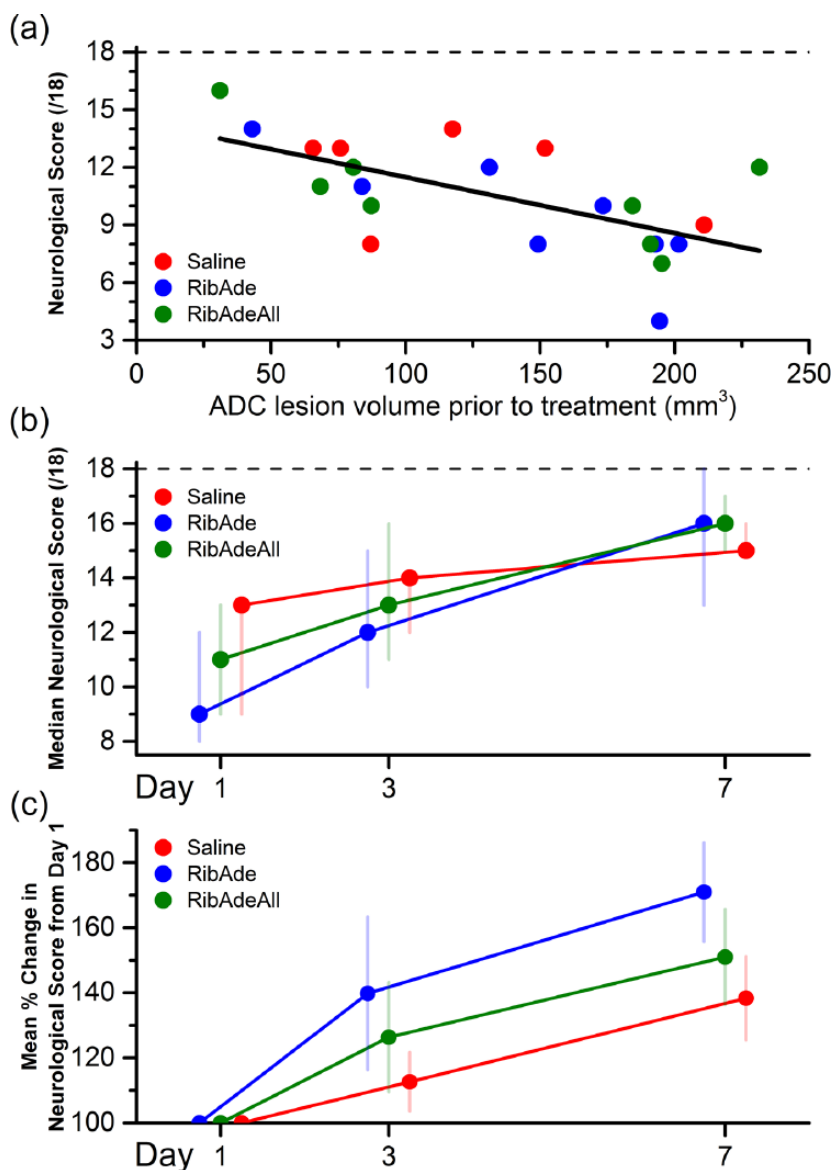 (a)
18
15
12
9
6
3
Neurological Score (/18)
Saline
RibAde
RibAdeAll
0 50 100 150 200 250
ADC lesion volume prior to treatment (mm³)
(b)
18
16
14
12
10
8
Median Neurological Score (/18)
Saline
RibAde
RibAdeAll
Day 1 3 7
(c)
180
160
140
120
100
Mean % Change in
Neurological Score from Day 1
Saline
RibAde
RibAdeAll
Day 1 3 7